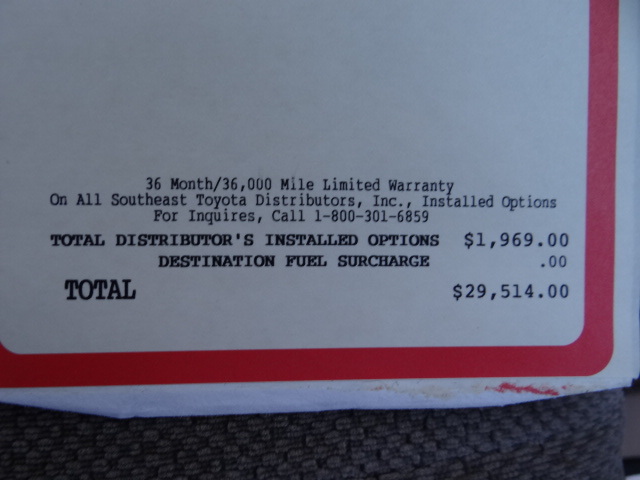 36 Month/36,000 Mile Limited Warranty
On All Southeast Toyota Distributors, Inc., Installed Options
For Inquires, Call 1-800-301-6859
TOTAL DISTRIBUTOR'S INSTALLED OPTIONS $1,969.00
DESTINATION FUEL SURCHARGE .00
TOTAL $29,514.00